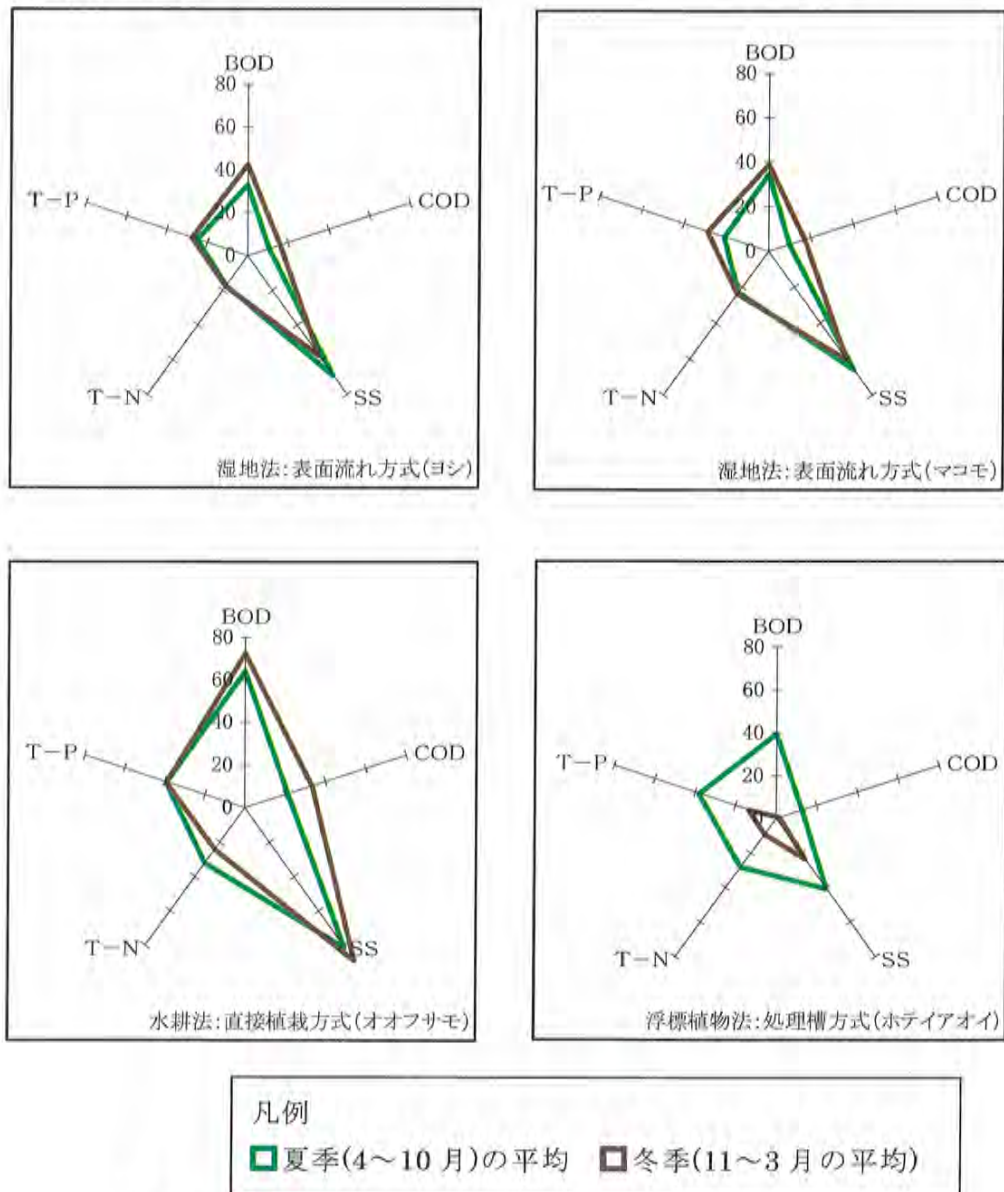 BOD
80
60
40
20
0
COD
SS
T-N
T-P
湿地法:表面流れ方式(ヨシ)
BOD
80
60
40
20
0
COD
SS
T-N
T-P
湿地法:表面流れ方式(マコモ)
BOD
80
60
40
20
0
COD
SS
T-N
T-P
水耕法:直接植栽方式(オオフサモ)
BOD
80
60
40
20
0
COD
SS
T-N
T-P
浮標植物法:処理槽方式(ホテイアオイ)
凡例
夏季(4~10月)の平均 冬季(11~3月の平均)